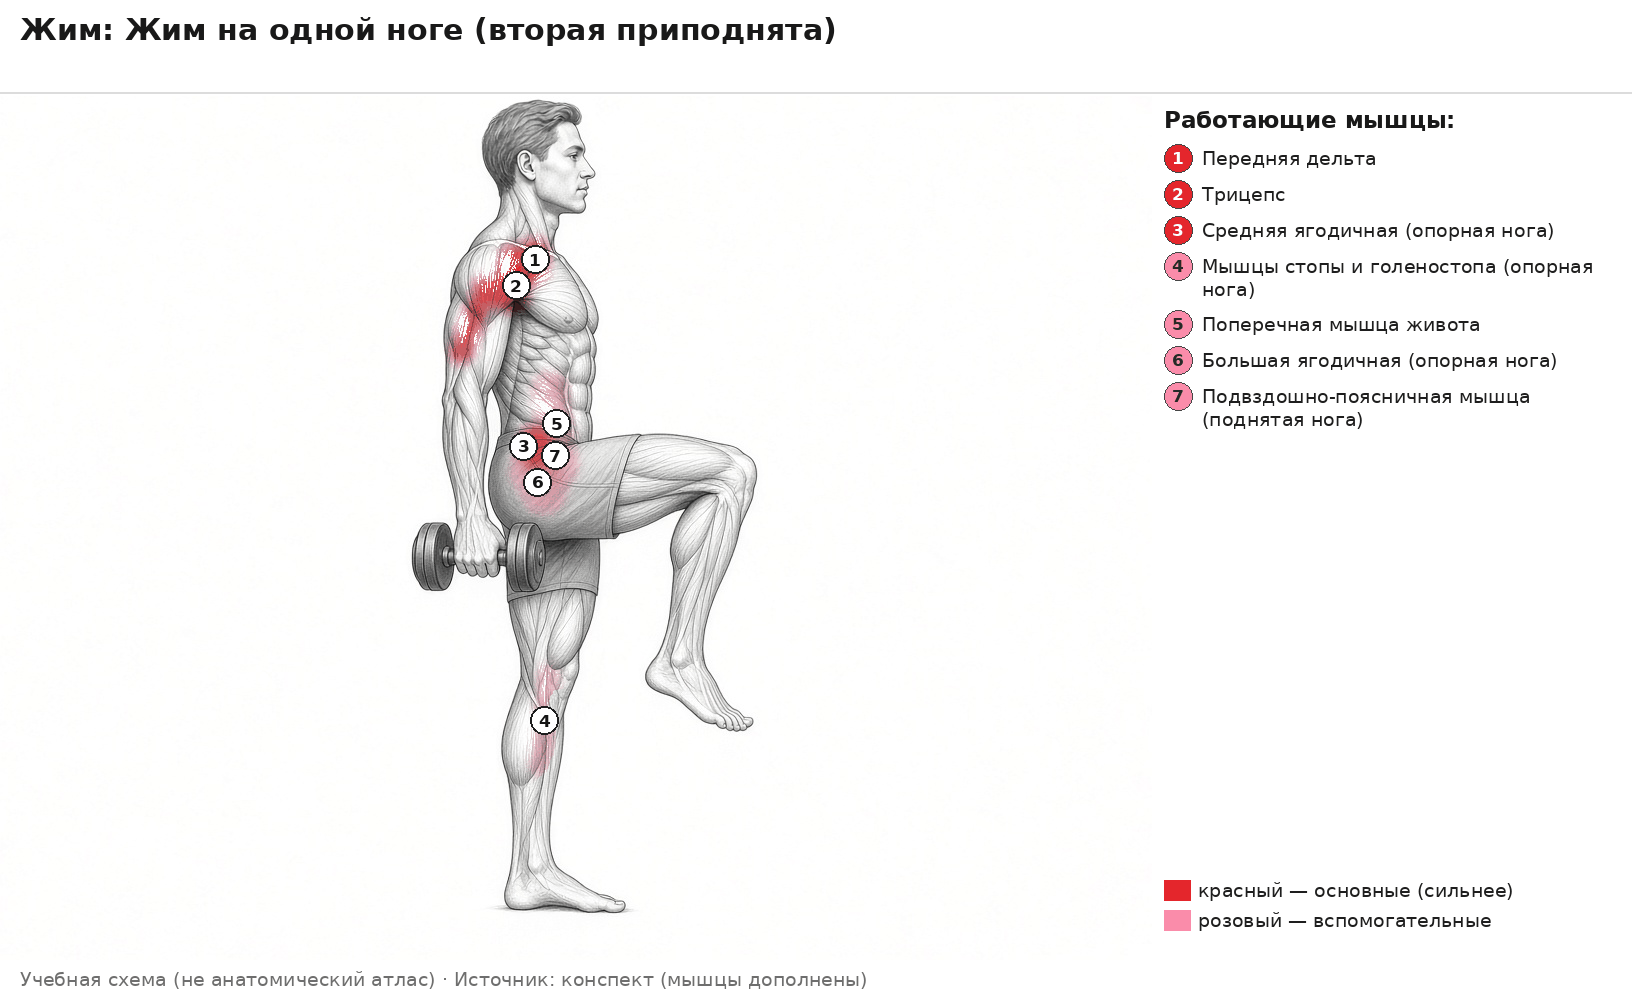 Жим: Жим на одной ноге (вторая приподнята)
Работающие мышцы:
1 Передняя дельта
2 Трицепс
3 Средняя ягодичная (опорная нога)
4 Мышцы стопы и голеностопа (опорная
нога)
5 Поперечная мышца живота
6 Большая ягодичная (опорная нога)
7 Подвздошно-поясничная мышца
(поднятая нога)
1
2
5
3
7
6
4
красный — основные (сильнее)
розовый — вспомогательные
Учебная схема (не анатомический атлас) · Источник: конспект (мышцы дополнены)